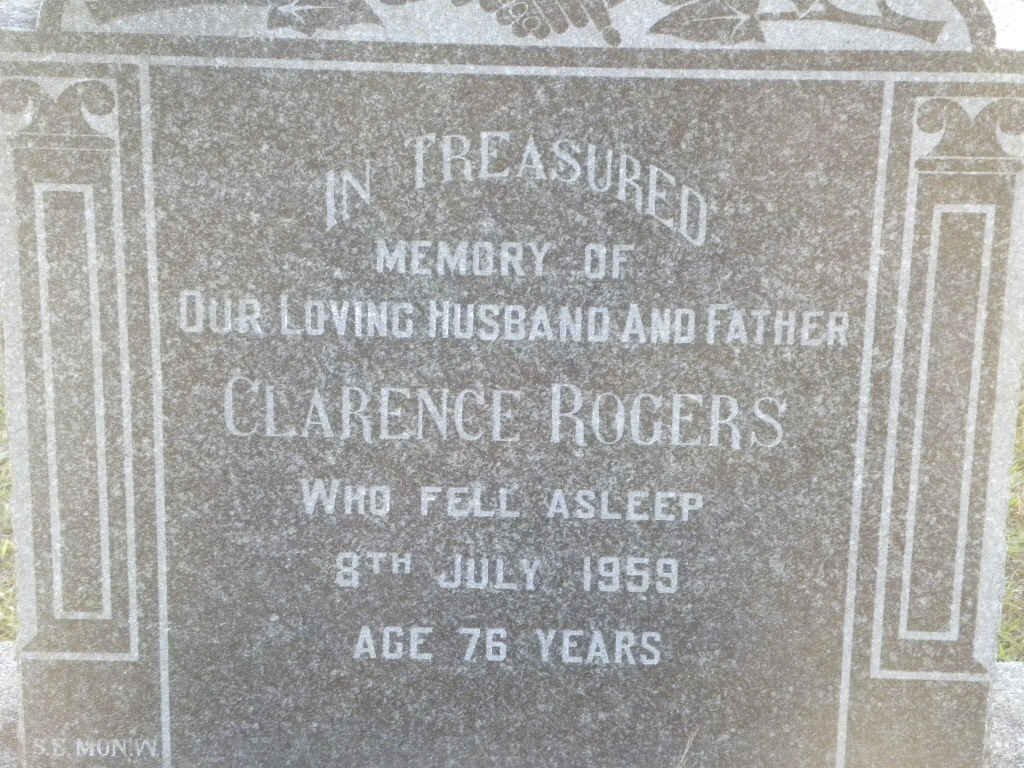 IN TREASURED
MEMORY OF
OUR LOVING HUSBAND AND FATHER
CLARENCE ROGERS
WHO FELL ASLEEP
8TH JULY 1959
AGE 76 YEARS
S.E. MON.W.